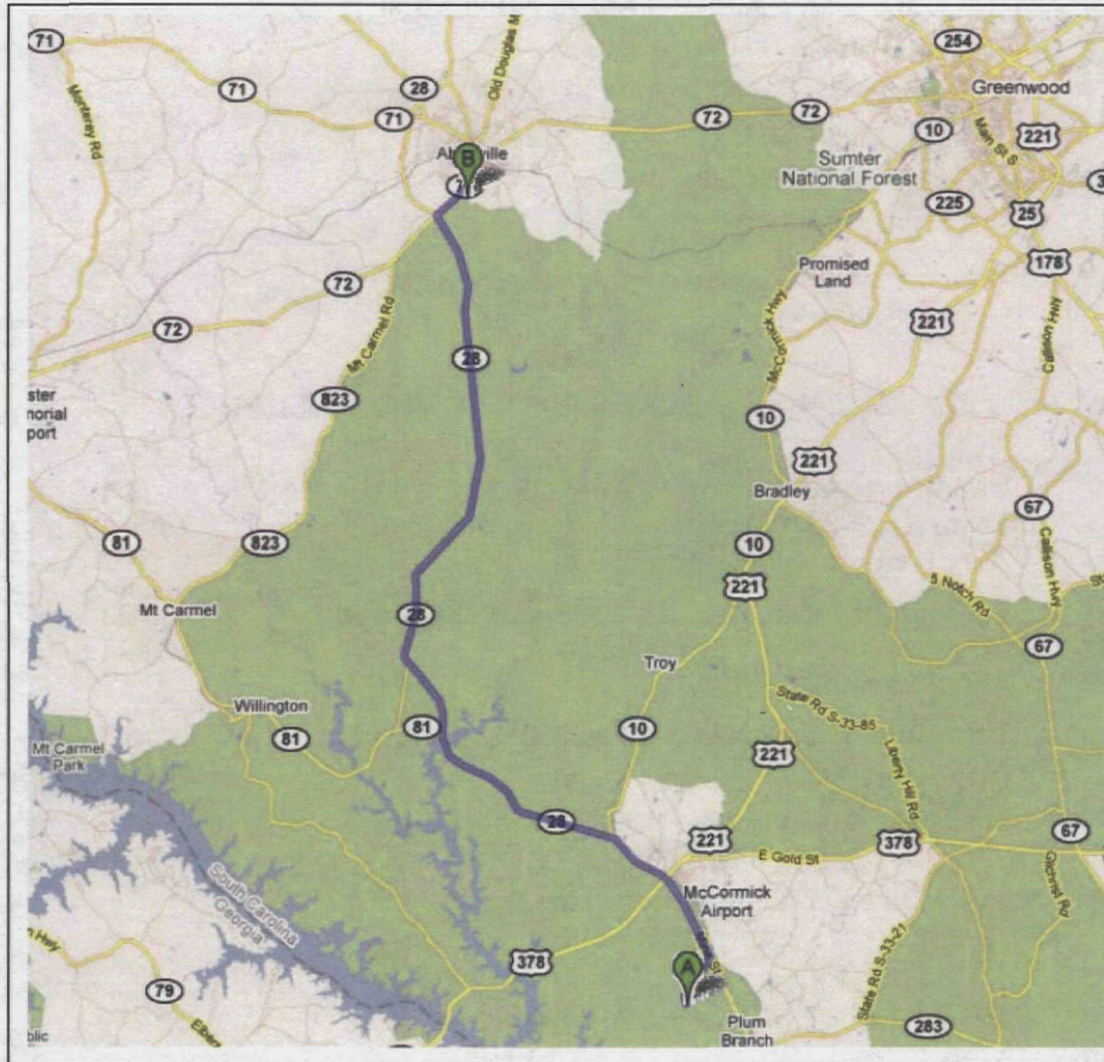 71
71
28
Old Douglas M
254
Greenwood
Monterey Rd
71
72
72
10
Main St S
221
Sumter
National Forest
B
225
25
Promised
Land
178
72
72
221
McCormick Hwy
Callison Hwy
Mt Carmel Rd
28
ster
morial
port
823
10
221
Bradley
67
81
823
10
Callison Hwy
221
S Notch Rd
Mt Carmel
28
67
Troy
State Rd S-33-85
Willington
81
81
10
221
Liberty Hill Rd
Mt Carmel
Park
28
221
E Gold St
378
67
Gilchrist Rd
South Carolina
Georgia
McCormick
Airport
378
A
State Rd S-33-21
n Hwy
79
Plum
Branch
283
blic